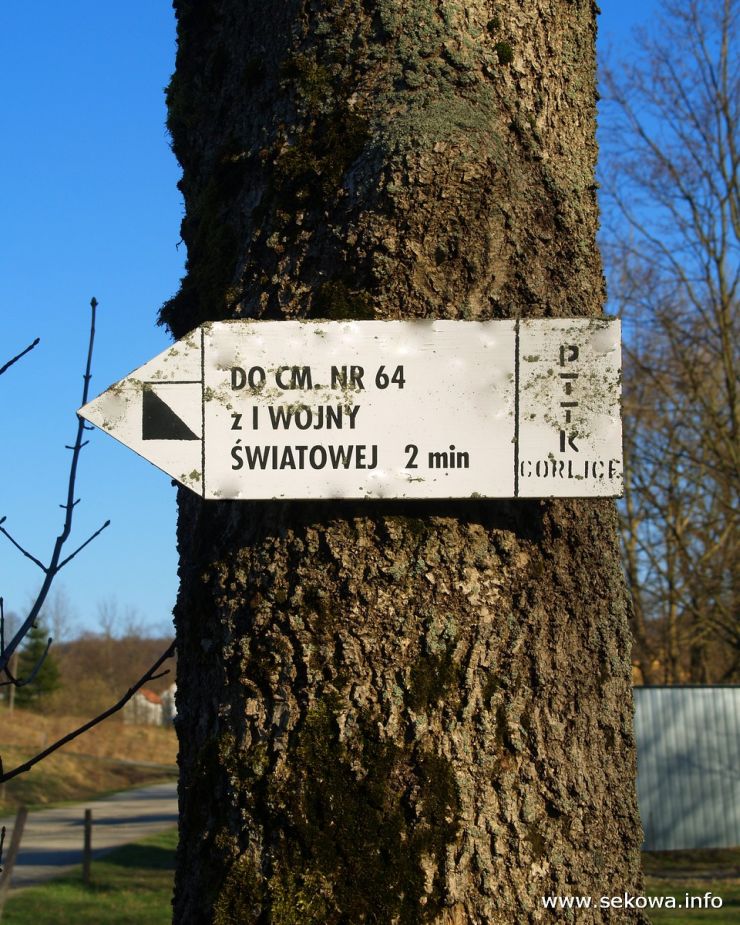 DO CM. NR 64
z I WOJNY
ŚWIATOWEJ 2 min
PTTK
GORLICE
www.sekowa.info